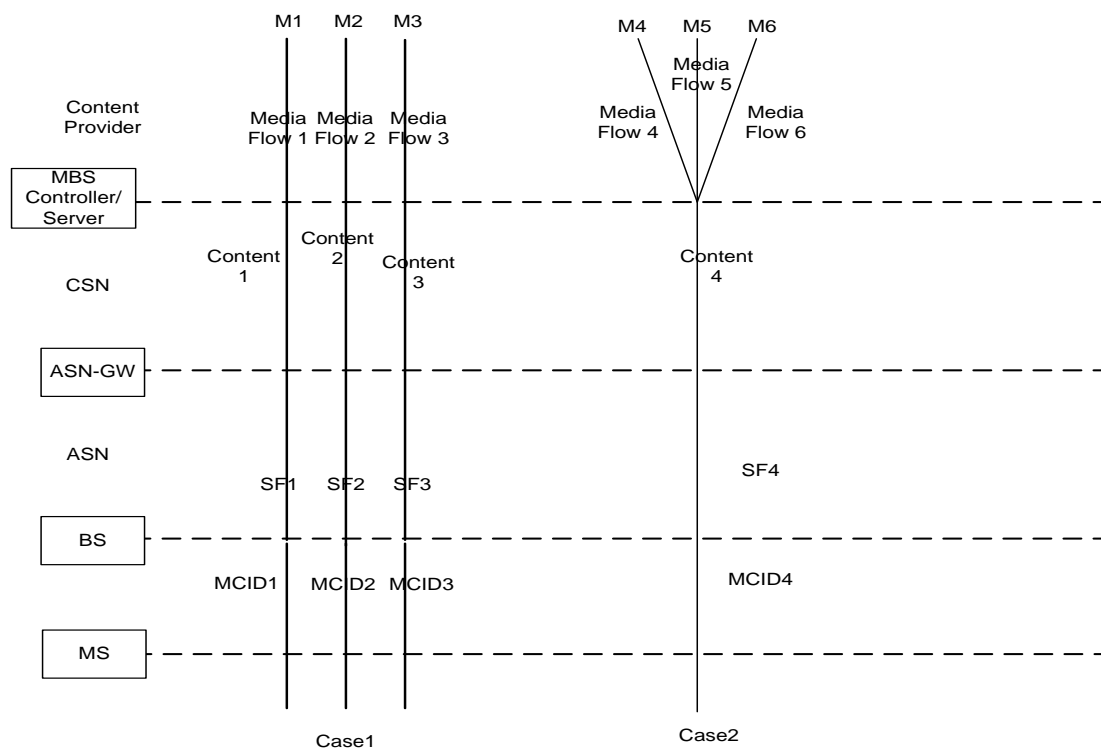 M1 M2 M3 M4 M5 M6
Content
Provider
Media
Flow 1
Media
Flow 2
Media
Flow 3
Media
Flow 4
Media
Flow 5
Media
Flow 6
MBS
Controller/
Server
Content
1
Content
2
Content
3
Content
4
CSN
ASN-GW
ASN
SF1 SF2 SF3 SF4
BS
MCID1 MCID2 MCID3 MCID4
MS
Case1 Case2